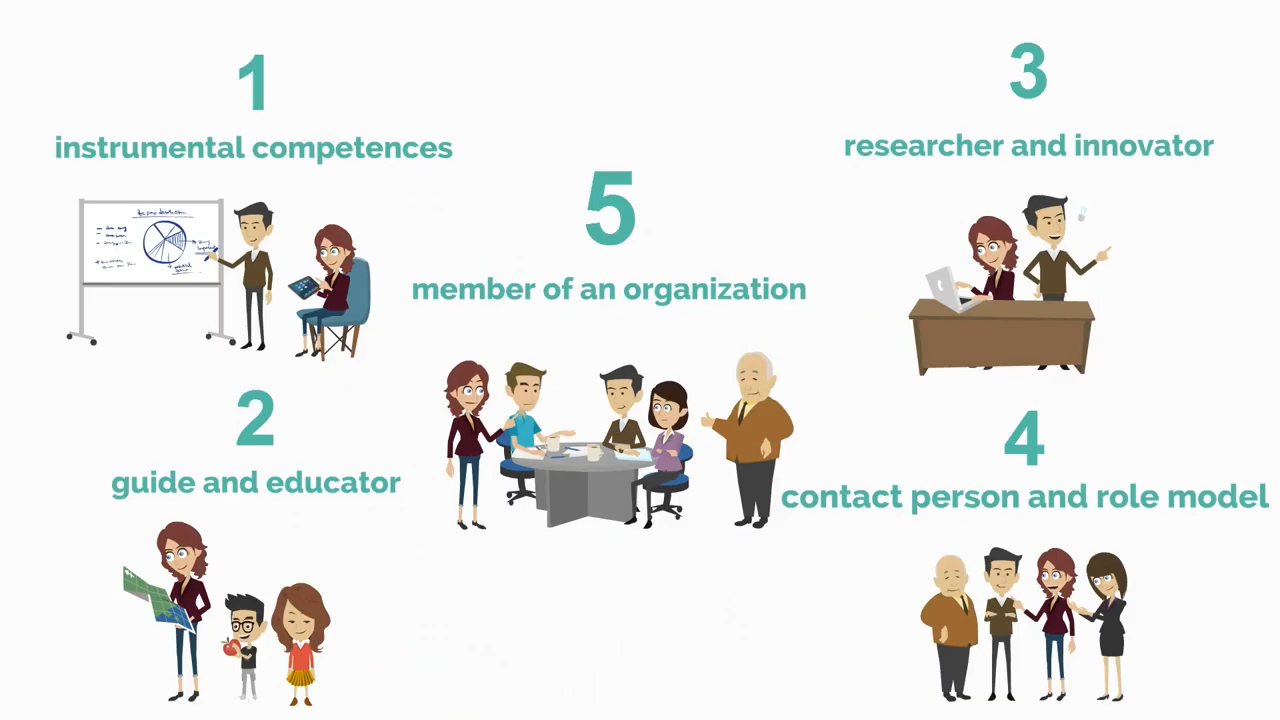 1
instrumental competences
2
guide and educator
3
researcher and innovator
4
contact person and role model
5
member of an organization